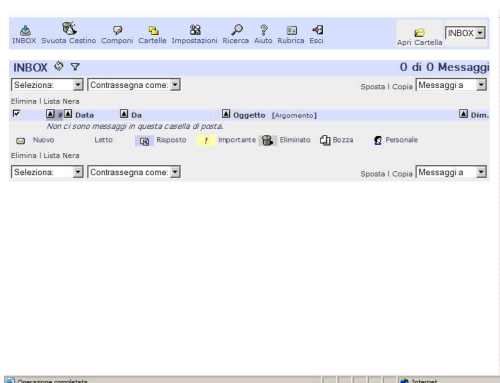 INBOX Svuota Cestino Componi Cartelle Impostazioni Ricerca Aiuto Rubrica Esci
INBOX
Apri Cartella
INBOX
0 di 0 Messaggi
Seleziona: Contrassegna come: Sposta | Copia Messaggi a
Elimina | Lista Nera
# Data Da Oggetto [Argomento] Dim.
Non ci sono messaggi in questa casella di posta.
Nuovo Letto Risposto ! Importante Eliminato Bozza Personale
Elimina | Lista Nera
Seleziona: Contrassegna come: Sposta | Copia Messaggi a
Operazione completata Internet